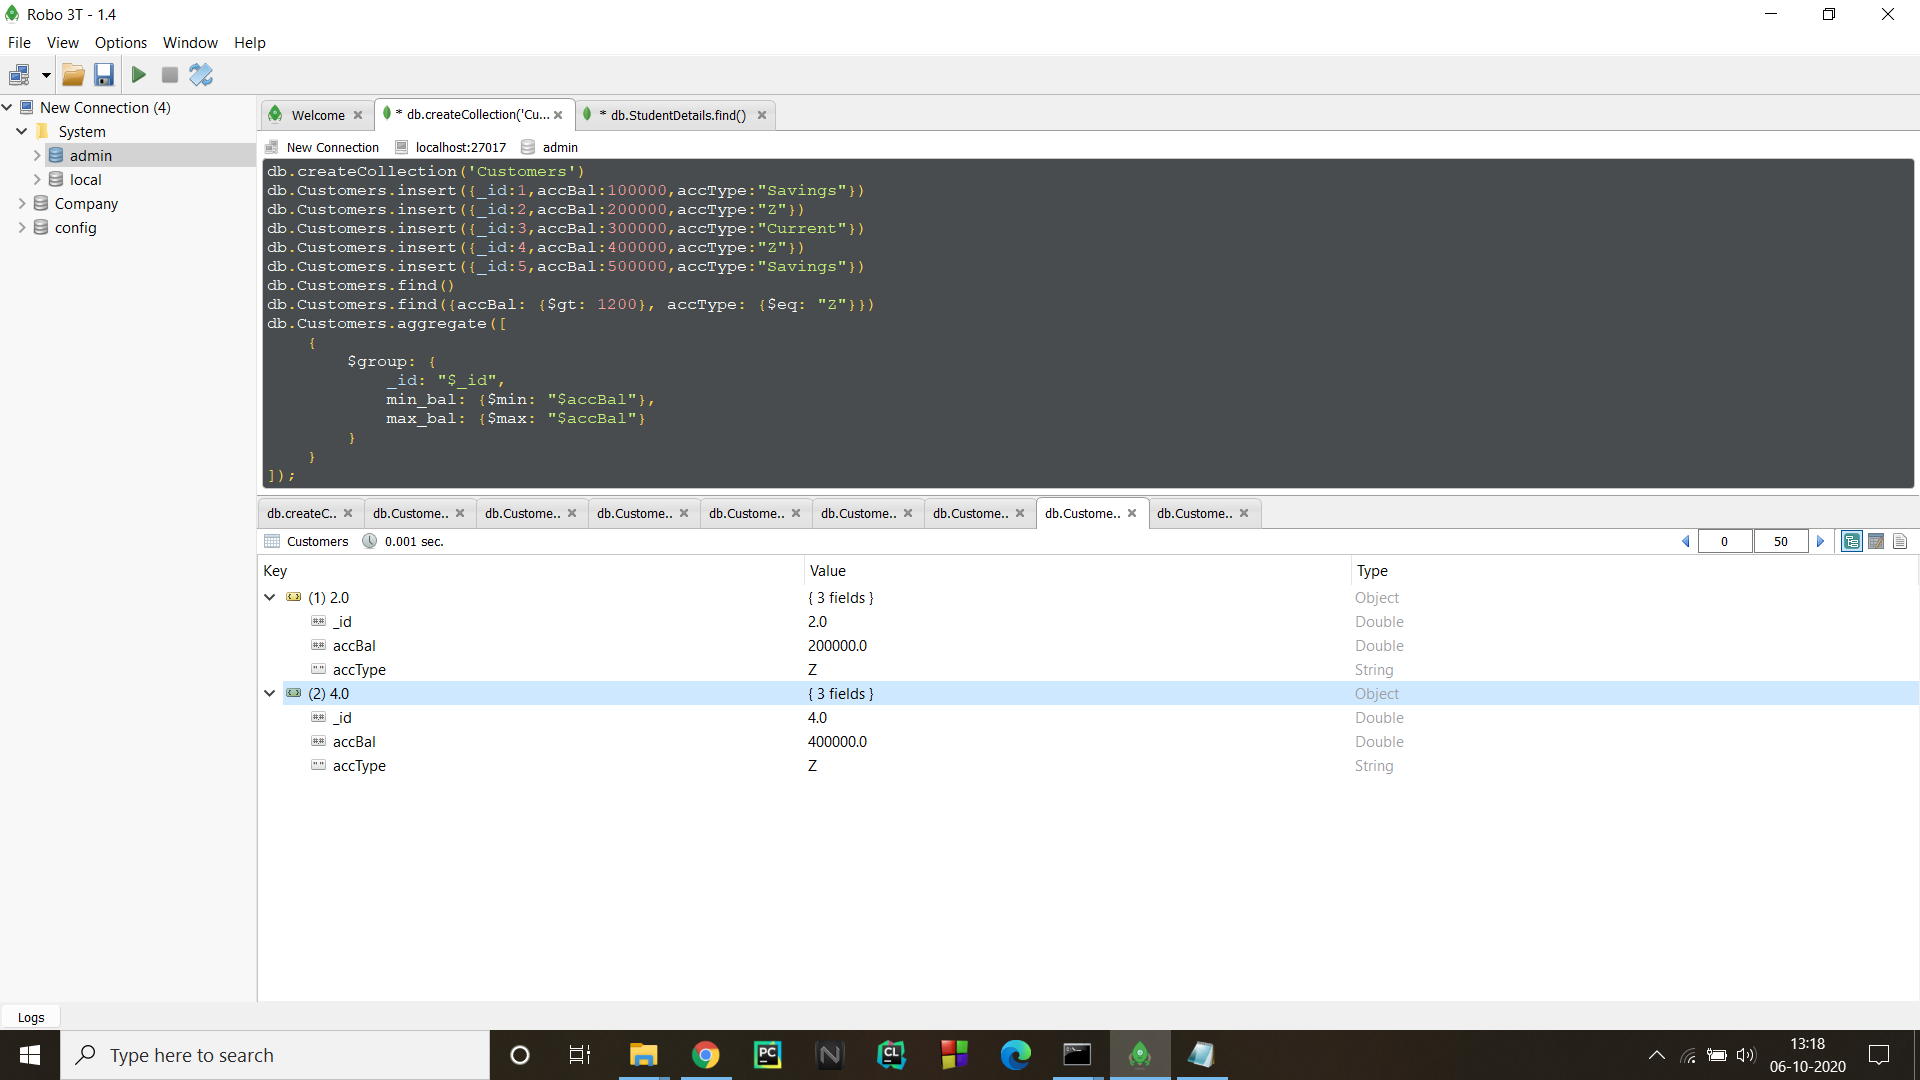 Robo 3T - 1.4
File View Options Window Help
New Connection (4)
System
admin
local
Company
config
Welcome
* db.createCollection('Cu...
* db.StudentDetails.find()
New Connection localhost:27017 admin
db.createCollection('Customers')
db.Customers.insert({_id:1,accBal:100000,accType:"Savings"})
db.Customers.insert({_id:2,accBal:200000,accType:"Z"})
db.Customers.insert({_id:3,accBal:300000,accType:"Current"})
db.Customers.insert({_id:4,accBal:400000,accType:"Z"})
db.Customers.insert({_id:5,accBal:500000,accType:"Savings"})
db.Customers.find()
db.Customers.find({accBal: {$gt: 1200}, accType: {$eq: "Z"}})
db.Customers.aggregate([
{
$group: {
_id: "$_id",
min_bal: {$min: "$accBal"},
max_bal: {$max: "$accBal"}
}
}
]);
db.createC.. db.Custome.. db.Custome.. db.Custome.. db.Custome.. db.Custome.. db.Custome.. db.Custome.. db.Custome..
Customers 0.001 sec. 0 50
Key Value Type
(1) 2.0 { 3 fields } Object
_id 2.0 Double
accBal 200000.0 Double
accType Z String
(2) 4.0 { 3 fields } Object
_id 4.0 Double
accBal 400000.0 Double
accType Z String
Logs
Type here to search
PC
N
CL
13:18
06-10-2020